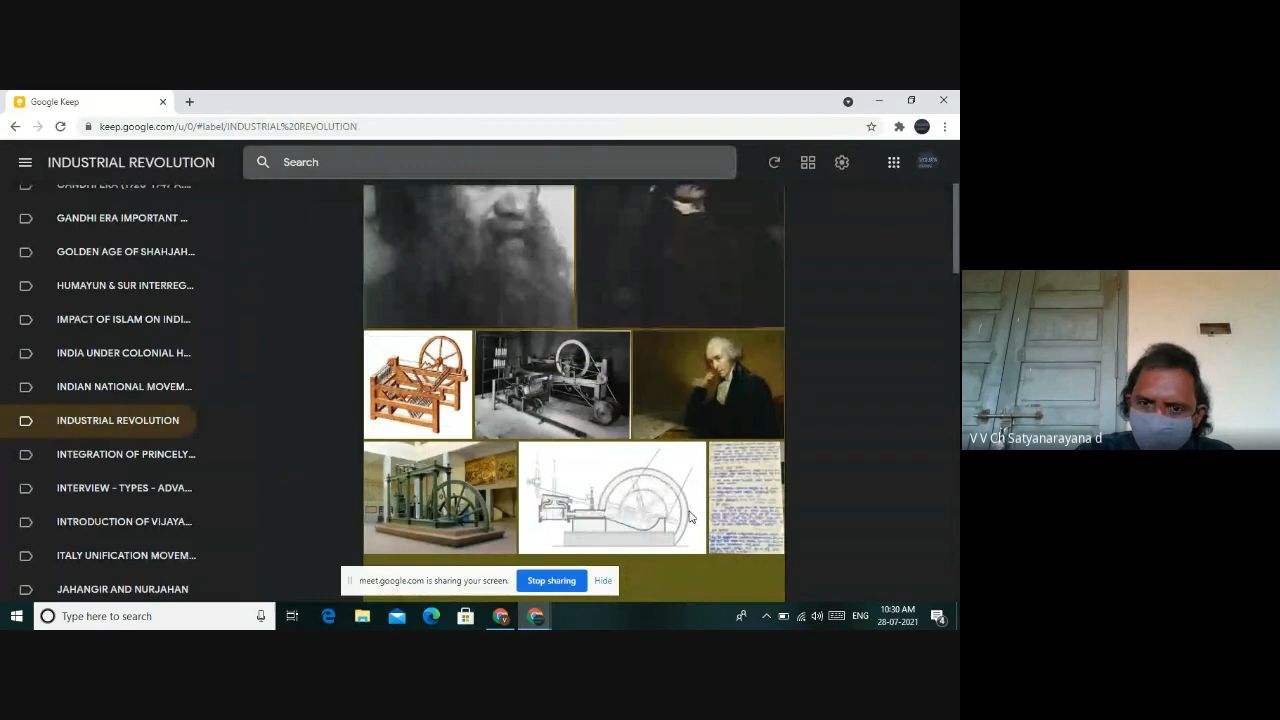 Google Keep
keep.google.com/u/0/#label/INDUSTRIAL%20REVOLUTION
INDUSTRIAL REVOLUTION
Search
GANDHI ERA IMPORTANT ...
GOLDEN AGE OF SHAHJAH...
HUMAYUN & SUR INTERREG...
IMPACT OF ISLAM ON INDI...
INDIA UNDER COLONIAL H...
INDIAN NATIONAL MOVEM...
INDUSTRIAL REVOLUTION
INTEGRATION OF PRINCELY...
INTERVIEW - TYPES - ADVA...
INTRODUCTION OF VIJAYA...
ITALY UNIFICATION MOVEM...
JAHANGIR AND NURJAHAN
meet.google.com is sharing your screen.
Stop sharing
Hide
Type here to search
ENG
10:30 AM
28-07-2021
4
V V Ch Satyanarayana d